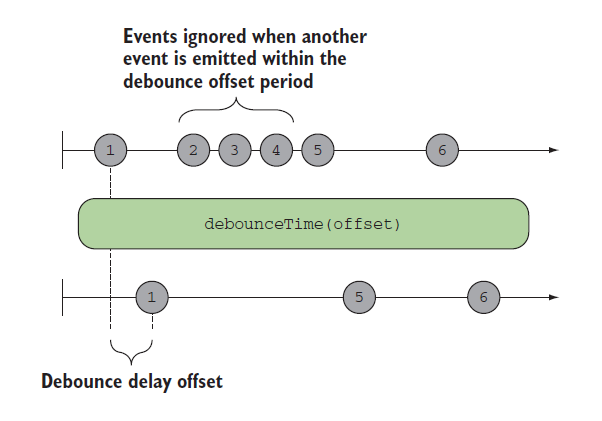 Events ignored when another
event is emitted within the
debounce offset period
1 2 3 4 5 6
debounceTime(offset)
1 5 6
Debounce delay offset